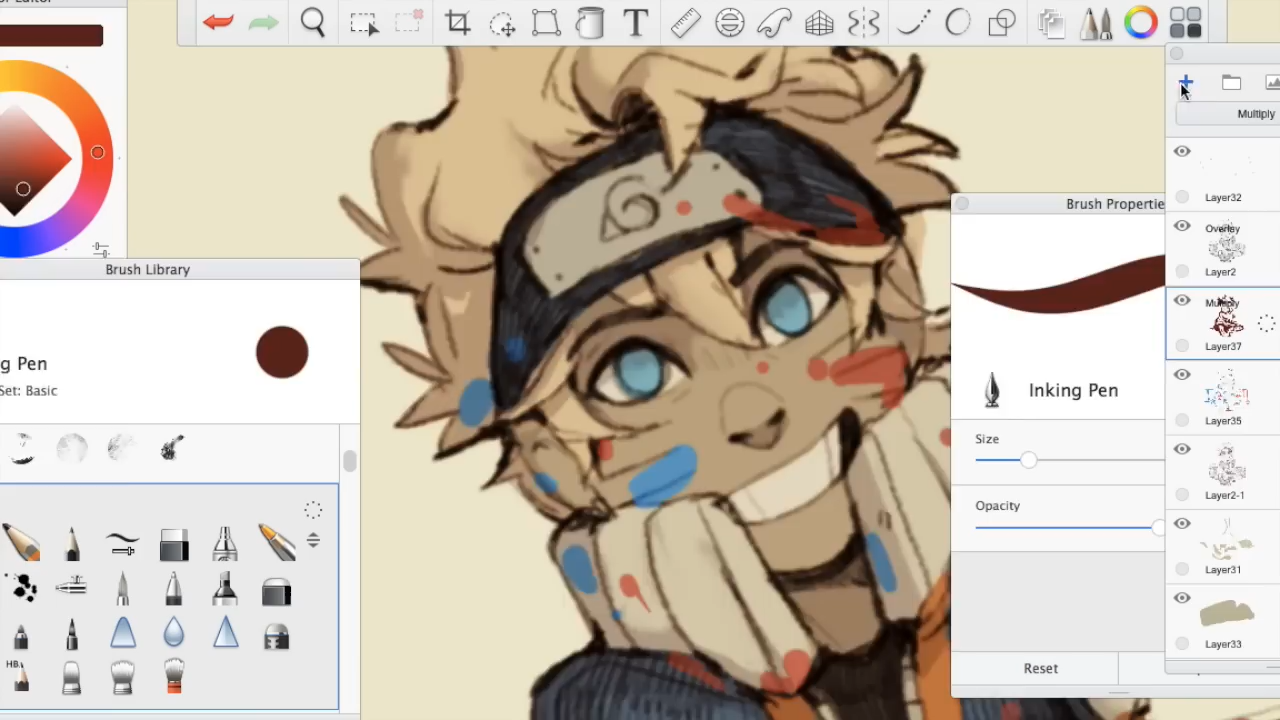 Editor
T
Multiply
Layer32
Overlay
Layer2
Brush Propertie
Brush Library
Multiply
Layer37
g Pen
Set: Basic
Inking Pen
Layer35
Size
Layer2-1
Opacity
Layer31
Layer33
HB
Reset